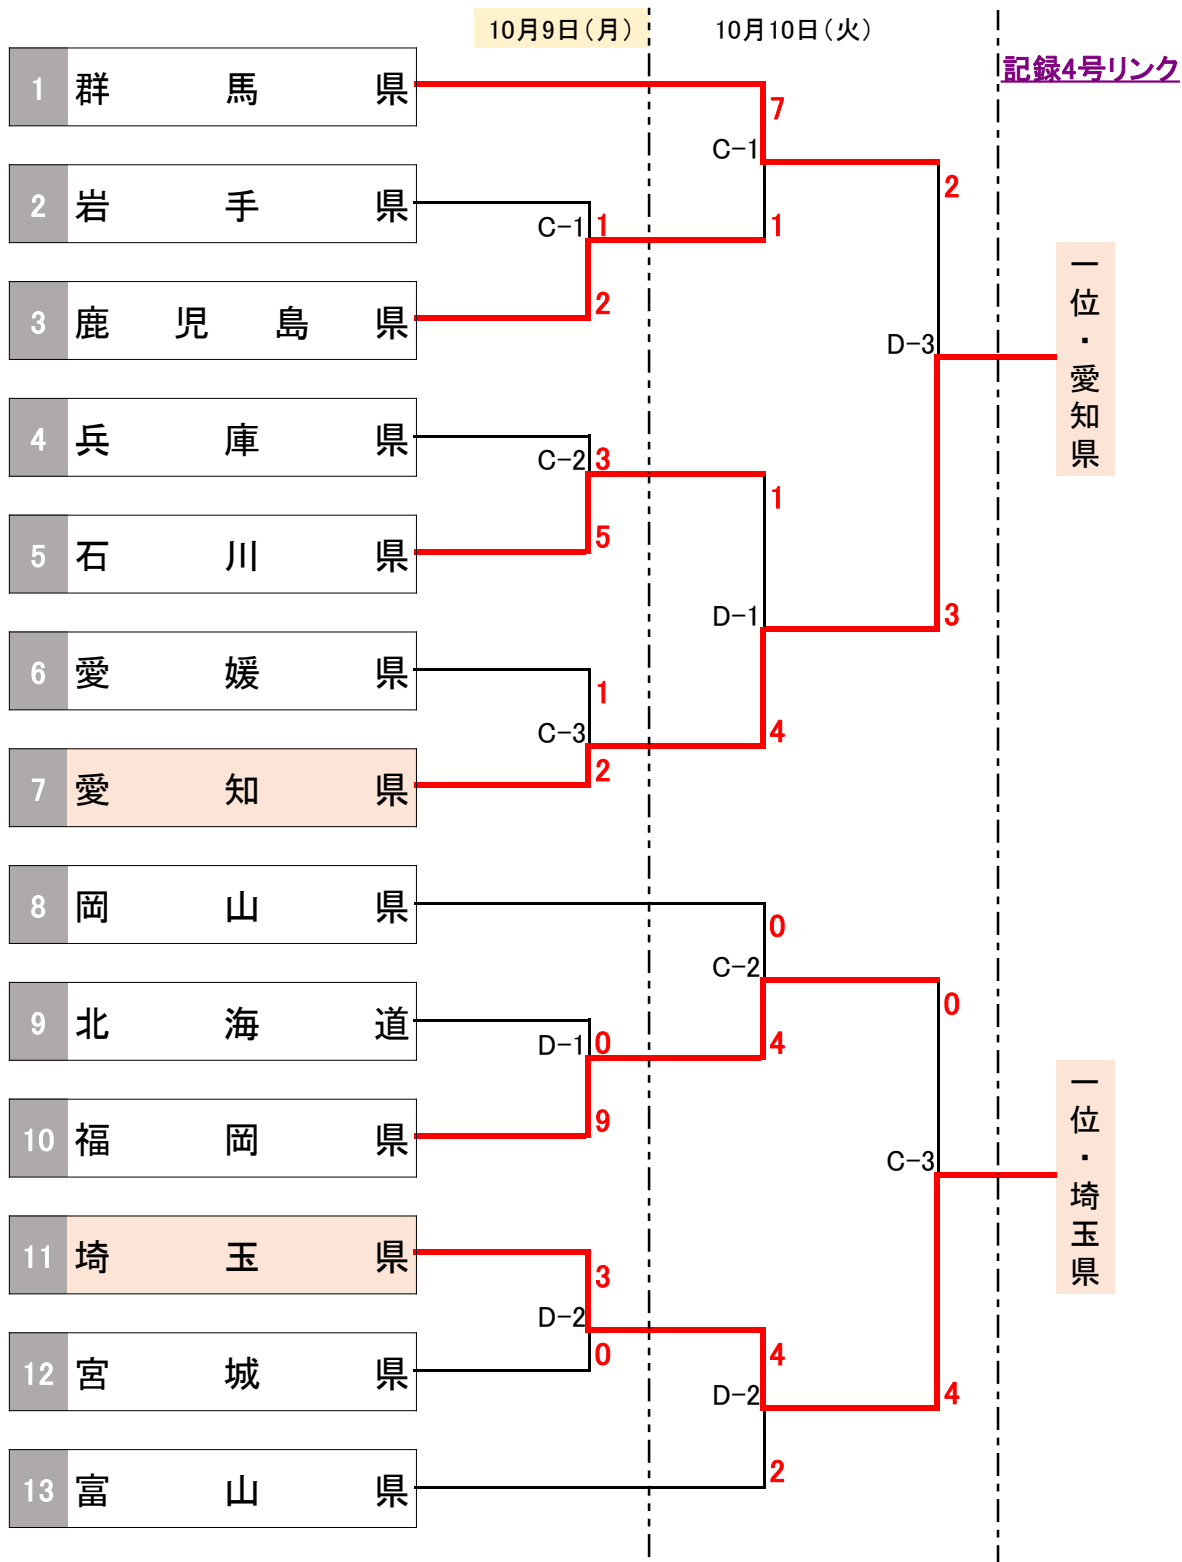 10月9日（月）
10月10日（火）
記録4号リンク
1 群馬県
7
C-1
2
2 岩手県
C-1
1
1
3 鹿児島県
2
一位・愛知県
D-3
4 兵庫県
C-2
3
1
5 石川県
5
D-1
3
6 愛媛県
1
C-3
4
7 愛知県
2
8 岡山県
0
C-2
0
9 北海道
D-1
0
4
10 福岡県
9
一位・埼玉県
C-3
11 埼玉県
3
D-2
12 宮城県
0
4
D-2
4
13 富山県
2